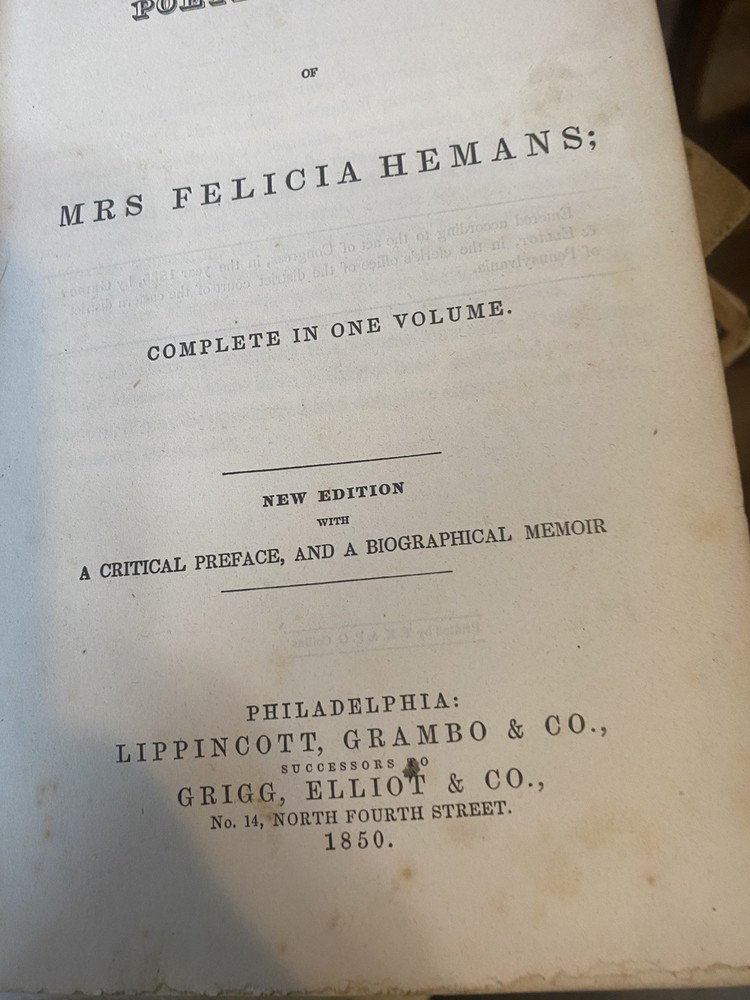 OF
MRS FELICIA HEMANS;
COMPLETE IN ONE VOLUME.
NEW EDITION
WITH
A CRITICAL PREFACE, AND A BIOGRAPHICAL MEMOIR
PHILADELPHIA:
LIPPINCOTT, GRAMBO & CO.,
SUCCESSORS TO
GRIGG, ELLIOT & CO.,
No. 14, NORTH FOURTH STREET.
1850.